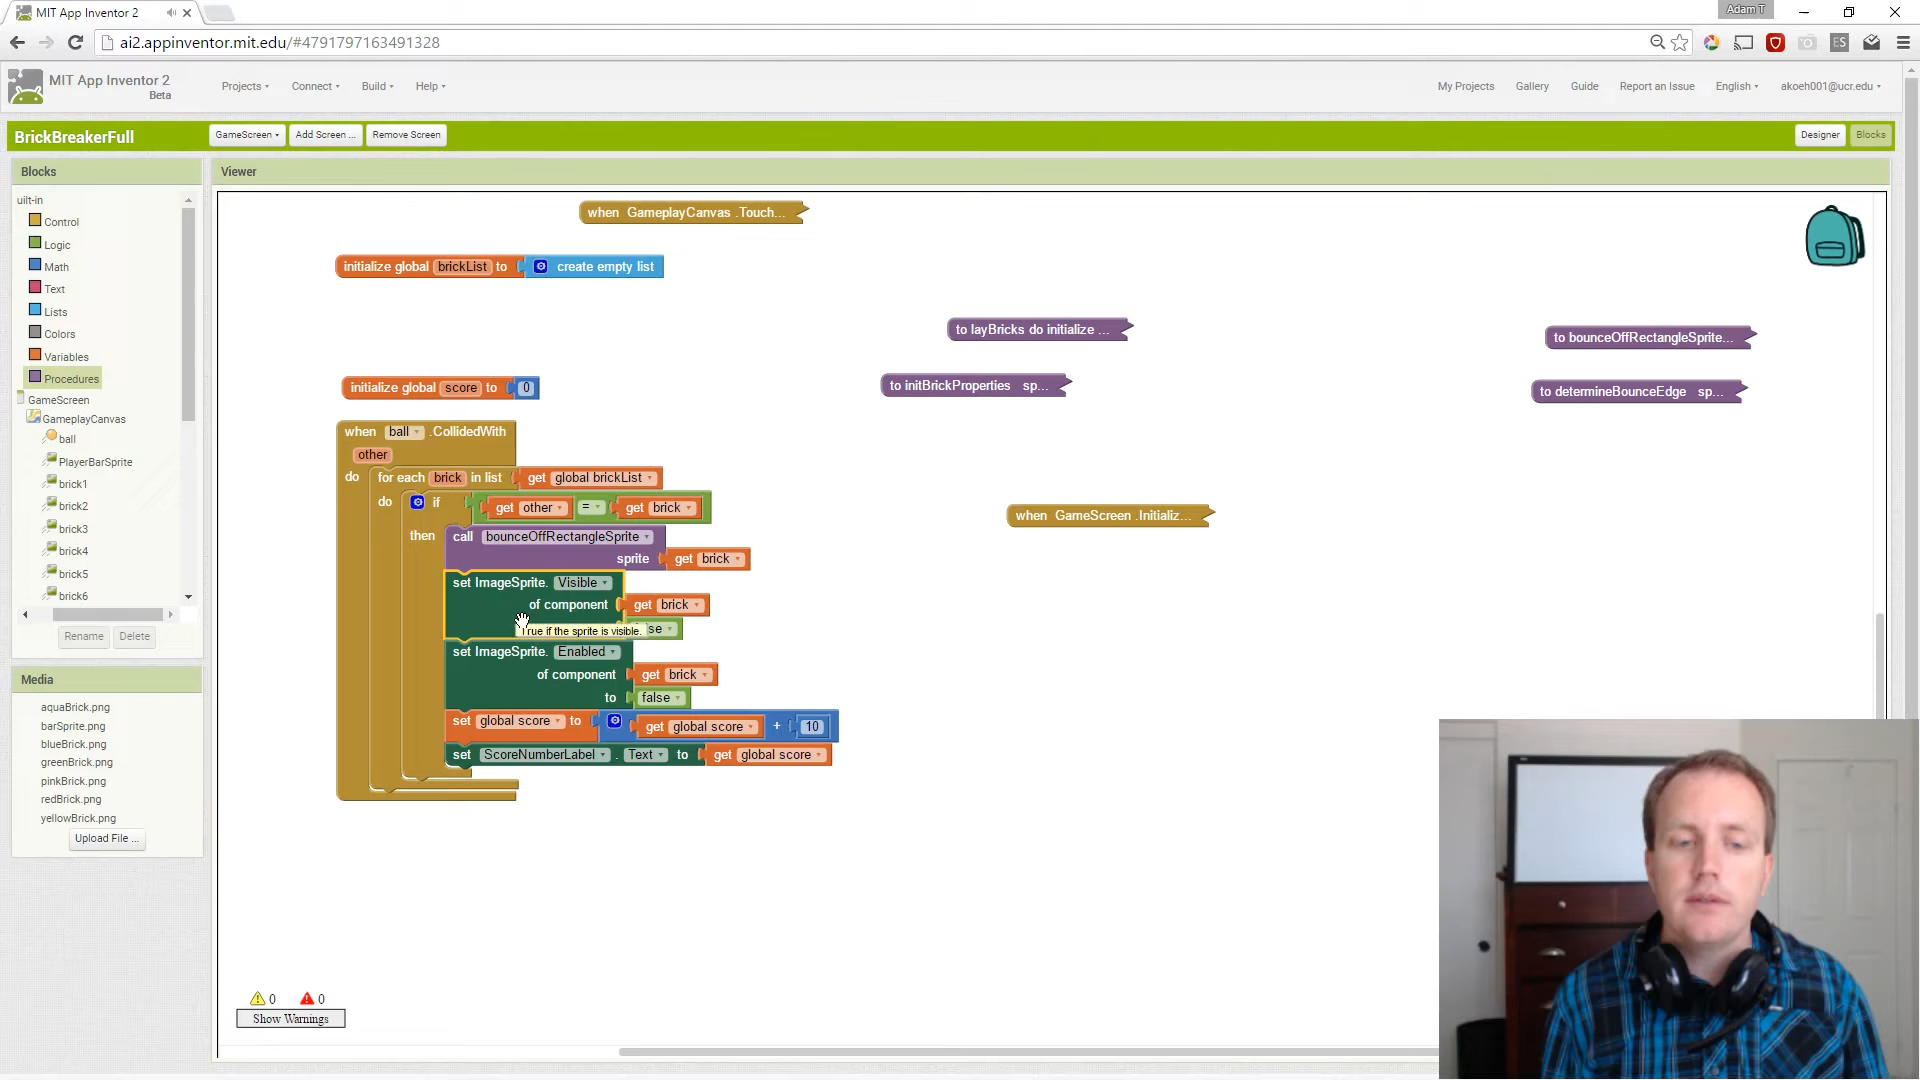 MIT App Inventor 2
Adam T
ai2.appinventor.mit.edu/#4791797163491328
ES
MIT App Inventor 2
Beta
Projects
Connect
Build
Help
My Projects
Gallery
Guide
Report an Issue
English
akoeh001@ucr.edu
BrickBreakerFull
GameScreen
Add Screen ...
Remove Screen
Designer
Blocks
Blocks
Viewer
uilt-in
Control
Logic
Math
Text
Lists
Colors
Variables
Procedures
GameScreen
GameplayCanvas
ball
PlayerBarSprite
brick1
brick2
brick3
brick4
brick5
brick6
Rename
Delete
Media
aquaBrick.png
barSprite.png
blueBrick.png
greenBrick.png
pinkBrick.png
redBrick.png
yellowBrick.png
Upload File ...
when GameplayCanvas .Touch...
initialize global brickList to create empty list
to layBricks do initialize ...
to bounceOffRectangleSprite...
to initBrickProperties sp...
to determineBounceEdge sp...
initialize global score to 0
when GameScreen .Initializ...
when ball .CollidedWith
other
do for each brick in list get global brickList
do if get other = get brick
then call bounceOffRectangleSprite
sprite get brick
set ImageSprite. Visible
of component get brick
True if the sprite is visible.
se
set ImageSprite. Enabled
of component get brick
to false
set global score to get global score + 10
set ScoreNumberLabel . Text to get global score
0 0
Show Warnings